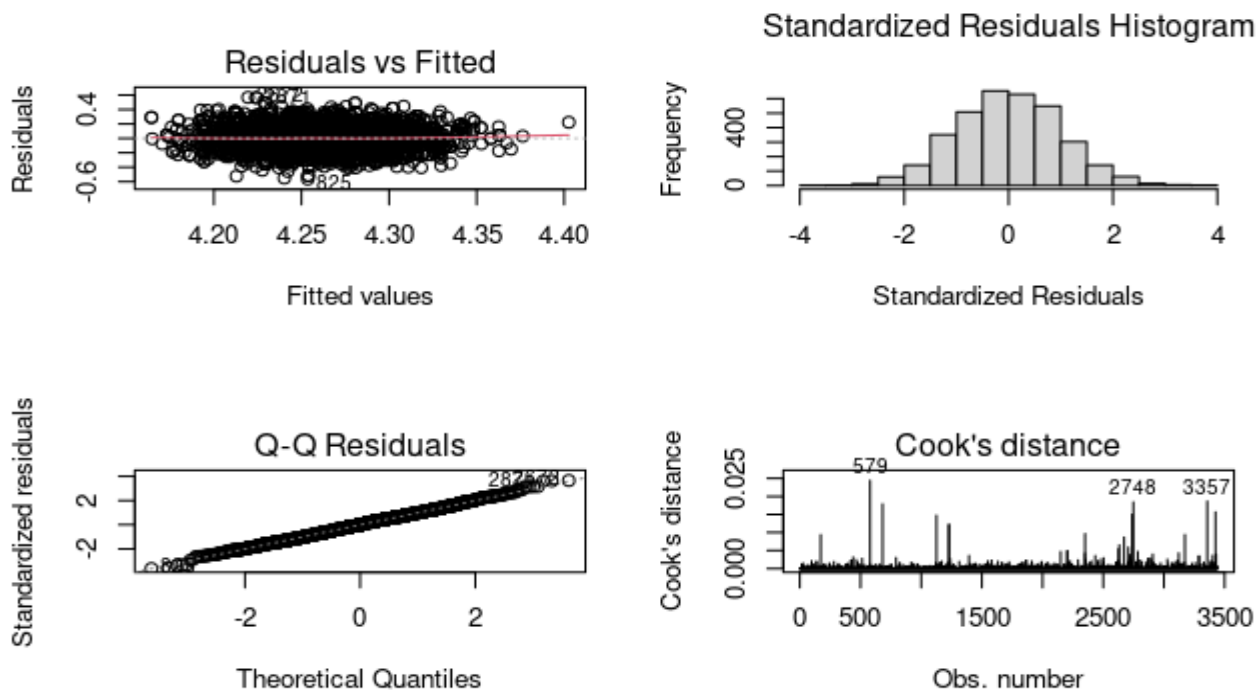 Residuals vs Fitted
Residuals
0.4
-0.6
825
4.20 4.25 4.30 4.35 4.40
Fitted values
Standardized Residuals Histogram
Frequency
400
0
-4 -2 0 2 4
Standardized Residuals
Q-Q Residuals
Standardized residuals
2
-2
-2 0 2
Theoretical Quantiles
Cook's distance
Cook's distance
0.025
0.000
579
2748
3357
0 500 1500 2500 3500
Obs. number